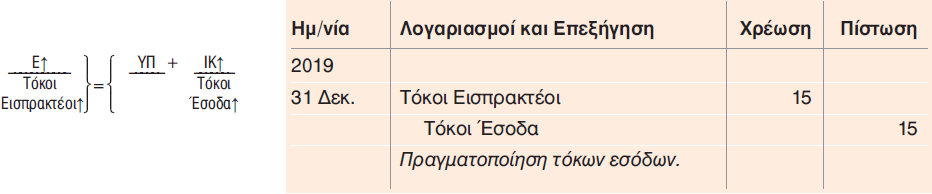 Ε↑ ΥΠ + ΙΚ↑
Τόκοι = Τόκοι
Εισπρακτέοι↑ Έσοδα↑
Ημ/νία Λογαριασμοί και Επεξήγηση Χρέωση Πίστωση
2019
31 Δεκ. Τόκοι Εισπρακτέοι 15
Τόκοι Έσοδα 15
Πραγματοποίηση τόκων εσόδων.